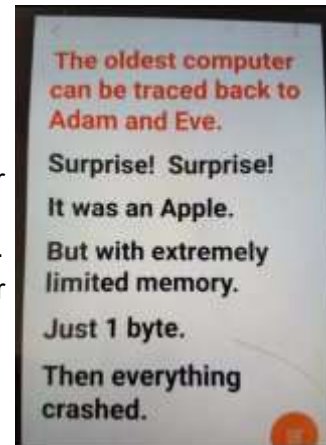 The oldest computer
can be traced back to
Adam and Eve.
Surprise! Surprise!
It was an Apple.
But with extremely
limited memory.
Just 1 byte.
Then everything
crashed.